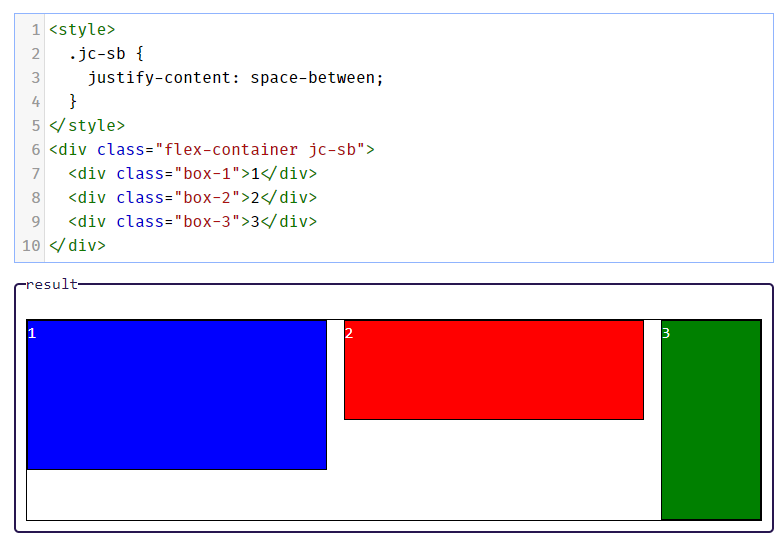 1 <style>
2   .jc-sb {
3     justify-content: space-between;
4   }
5 </style>
6 <div class="flex-container jc-sb">
7   <div class="box-1">1</div>
8   <div class="box-2">2</div>
9   <div class="box-3">3</div>
10 </div>
result
1 2 3